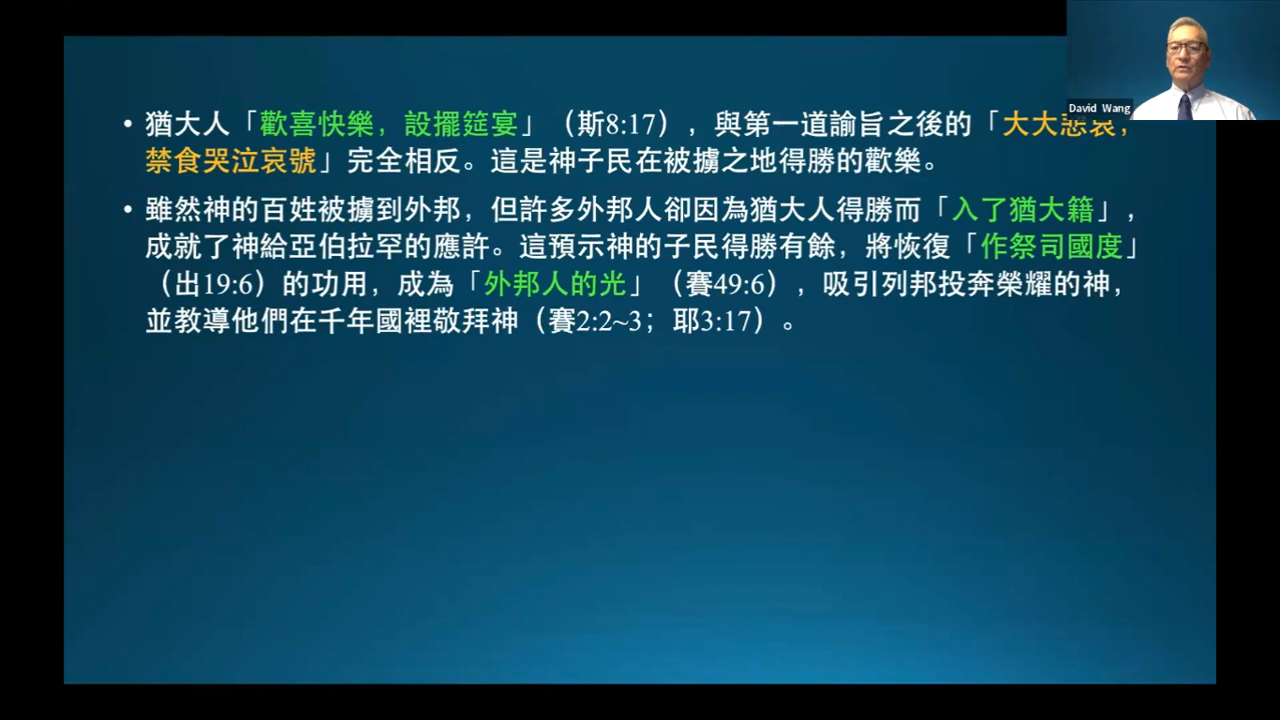 David Wang
• 猶大人「歡喜快樂，設擺筵宴」（斯8:17），與第一道諭旨之後的「大大悲哀，
禁食哭泣哀號」完全相反。這是神子民在被擄之地得勝的歡樂。
• 雖然神的百姓被擄到外邦，但許多外邦人卻因為猶大人得勝而「入了猶大籍」，
成就了神給亞伯拉罕的應許。這預示神的子民得勝有餘，將恢復「作祭司國度」
（出19:6）的功用，成為「外邦人的光」（賽49:6），吸引列邦投奔榮耀的神，
並教導他們在千年國裡敬拜神（賽2:2~3；耶3:17）。